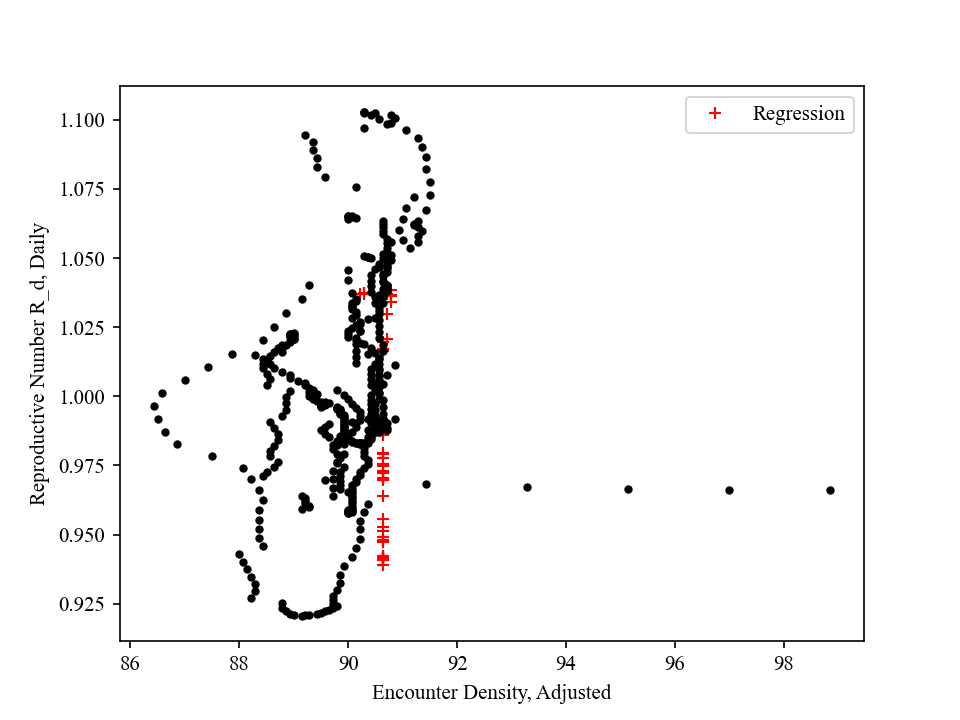 Regression
1.100
1.075
1.050
1.025
1.000
0.975
0.950
0.925
Reproductive Number R_d, Daily
86 88 90 92 94 96 98
Encounter Density, Adjusted